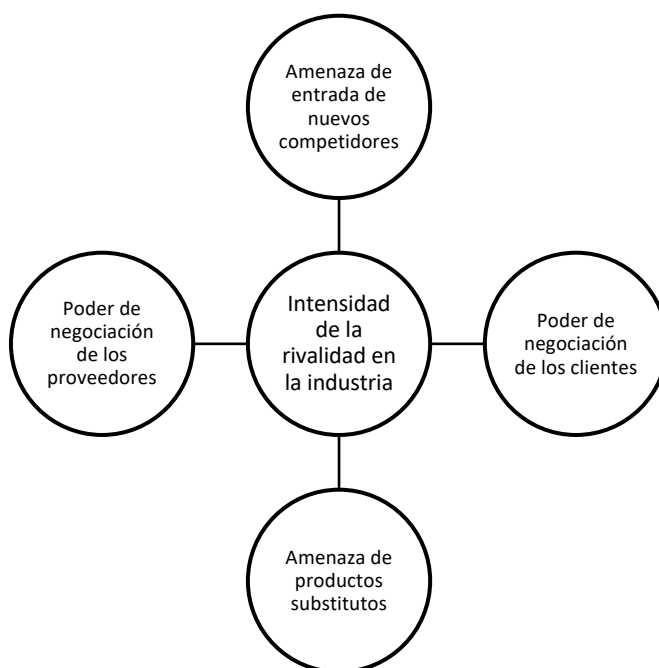 Amenaza de
entrada de
nuevos
competidores
Poder de
negociación
de los
proveedores
Intensidad
de la
rivalidad en
la industria
Poder de
negociación
de los clientes
Amenaza de
productos
substitutos